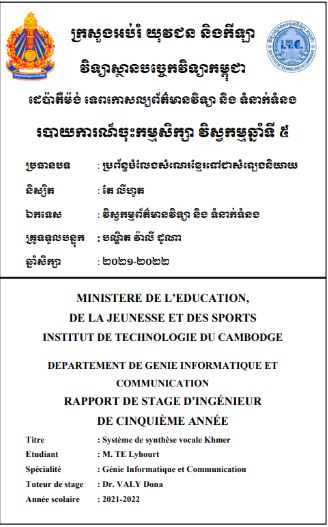 ក្រសួងអប់រំ យុវជន និងកីឡា
វិទ្យាស្ថានបច្ចេកវិទ្យាកម្ពុជា
ដេប៉ាតឺម៉ង់ ទេពកោសល្យព័ត៌មានវិទ្យា និង ទំនាក់ទំនង
របាយការណ៍ចុះកម្មសិក្សា វិស្វកម្មឆ្នាំទី ៥
ប្រធានបទ : ប្រព័ន្ធបំលែងសំណេរខ្មែរទៅជាសំឡេងនិយាយ
និស្សិត : តែ លីហួត
ឯកទេស : វិស្វកម្មព័ត៌មានវិទ្យា និង ទំនាក់ទំនង
គ្រូទទួលបន្ទុក : បណ្ឌិត វ៉ាលី ដូណា
ឆ្នាំសិក្សា : ២០២១-២០២២
MINISTERE DE L’EDUCATION,
DE LA JEUNESSE ET DES SPORTS
INSTITUT DE TECHNOLOGIE DU CAMBODGE
DEPARTEMENT DE GENIE INFORMATIQUE ET
COMMUNICATION
RAPPORT DE STAGE D’INGÉNIEUR
DE CINQUIÈME ANNÉE
Titre : Système de synthèse vocale Khmer
Etudiant : M. TE Lyhourt
Spécialité : Génie Informatique et Communication
Tuteur de stage : Dr. VALY Dona
Année scolaire : 2021-2022